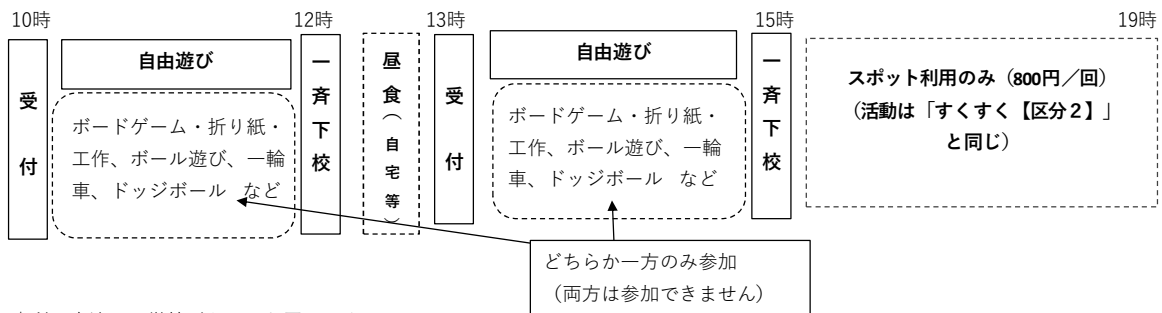 10時
12時
13時
15時
19時
受付
自由遊び
ボードゲーム・折り紙・
工作、ボール遊び、一輪
車、ドッジボール など
一斉下校
昼食（自宅等）
受付
自由遊び
ボードゲーム・折り紙・
工作、ボール遊び、一輪
車、ドッジボール など
一斉下校
スポット利用のみ（800円／回）
（活動は「すくすく【区分２】」
と同じ）
どちらか一方のみ参加
（両方は参加できません）